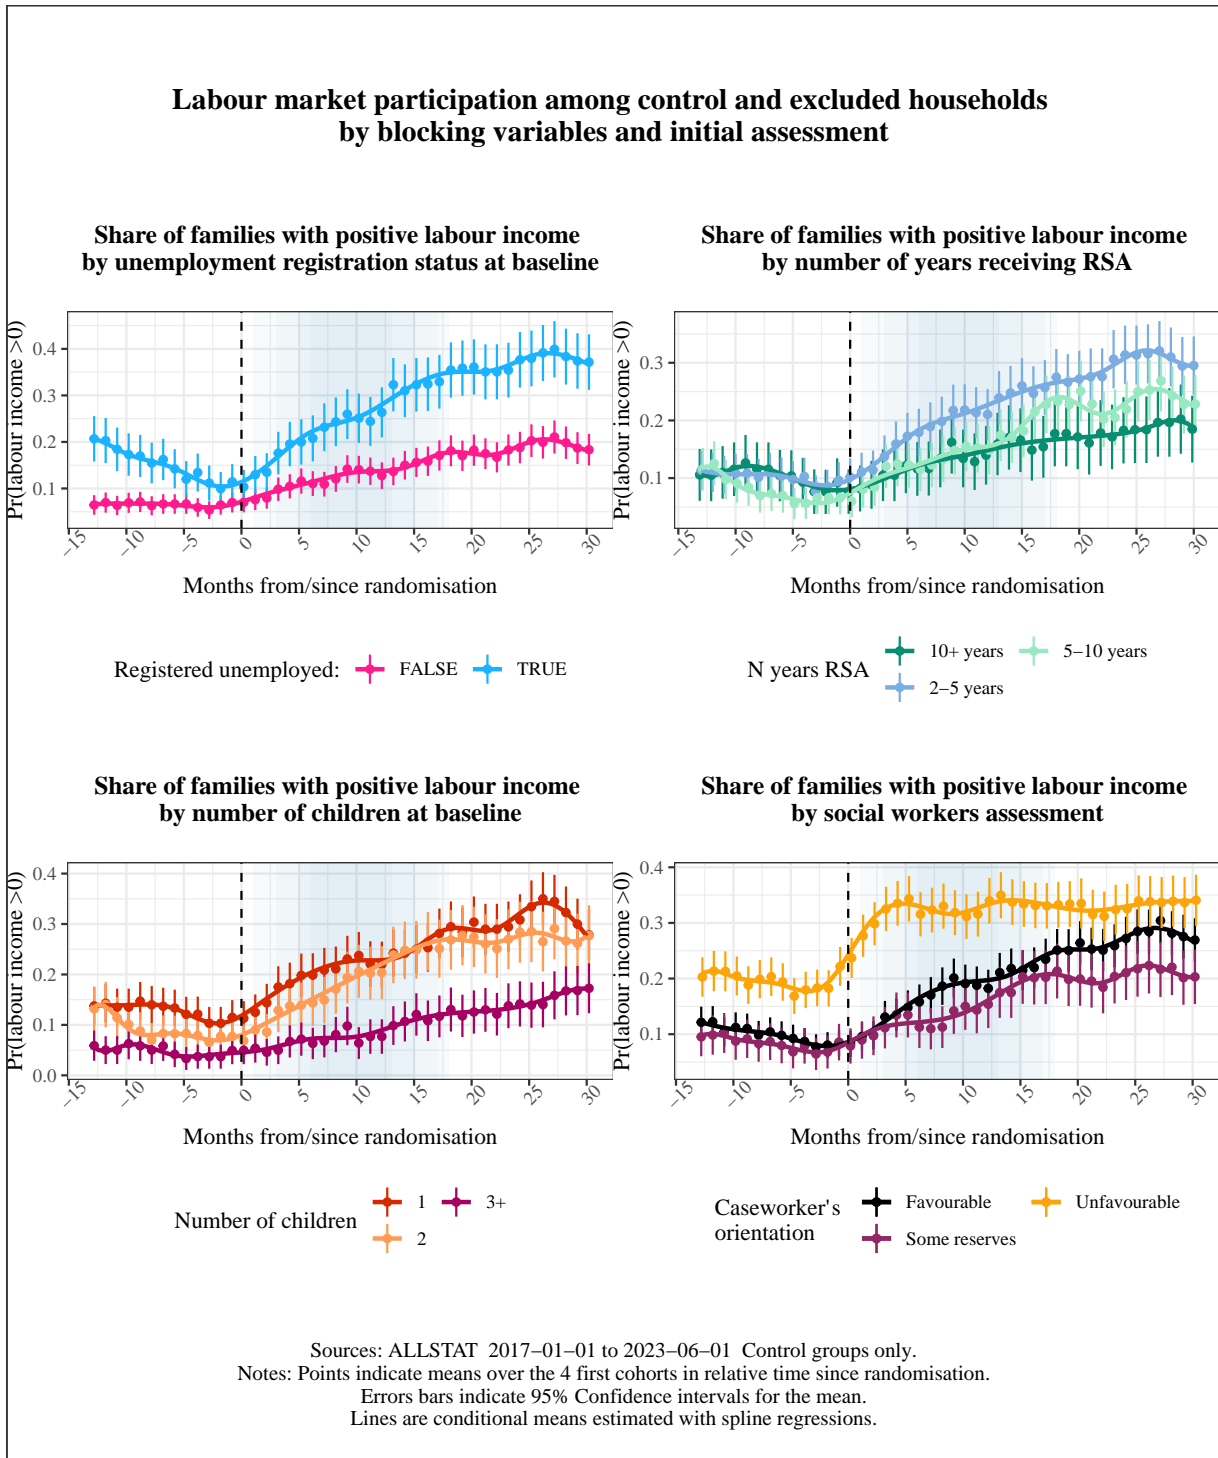 Labour market participation among control and excluded households
by blocking variables and initial assessment
Share of families with positive labour income
by unemployment registration status at baseline
Pr(labour income >0)
0.4
0.3
0.2
0.1
−15
−10
−5
0
5
10
15
20
25
30
Months from/since randomisation
Registered unemployed:
FALSE
TRUE
Share of families with positive labour income
by number of years receiving RSA
Pr(labour income >0)
0.3
0.2
0.1
−15
−10
−5
0
5
10
15
20
25
30
Months from/since randomisation
N years RSA
10+ years
5−10 years
2−5 years
Share of families with positive labour income
by number of children at baseline
Pr(labour income >0)
0.4
0.3
0.2
0.1
0.0
−15
−10
−5
0
5
10
15
20
25
30
Months from/since randomisation
Number of children
1
3+
2
Share of families with positive labour income
by social workers assessment
Pr(labour income >0)
0.4
0.3
0.2
0.1
−15
−10
−5
0
5
10
15
20
25
30
Months from/since randomisation
Caseworker's
orientation
Favourable
Unfavourable
Some reserves
Sources: ALLSTAT 2017−01−01 to 2023−06−01 Control groups only.
Notes: Points indicate means over the 4 first cohorts in relative time since randomisation.
Errors bars indicate 95% Confidence intervals for the mean.
Lines are conditional means estimated with spline regressions.